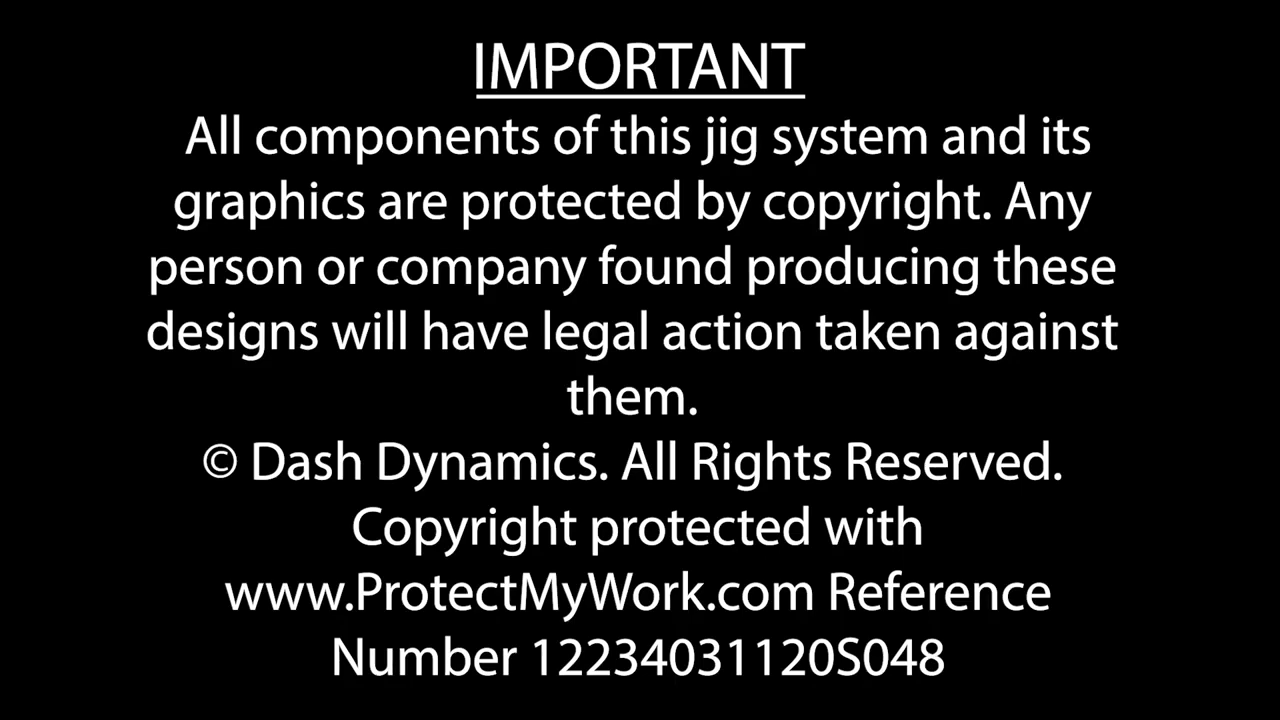 IMPORTANT
All components of this jig system and its
graphics are protected by copyright. Any
person or company found producing these
designs will have legal action taken against
them.
© Dash Dynamics. All Rights Reserved.
Copyright protected with
www.ProtectMyWork.com Reference
Number 12234031120S048